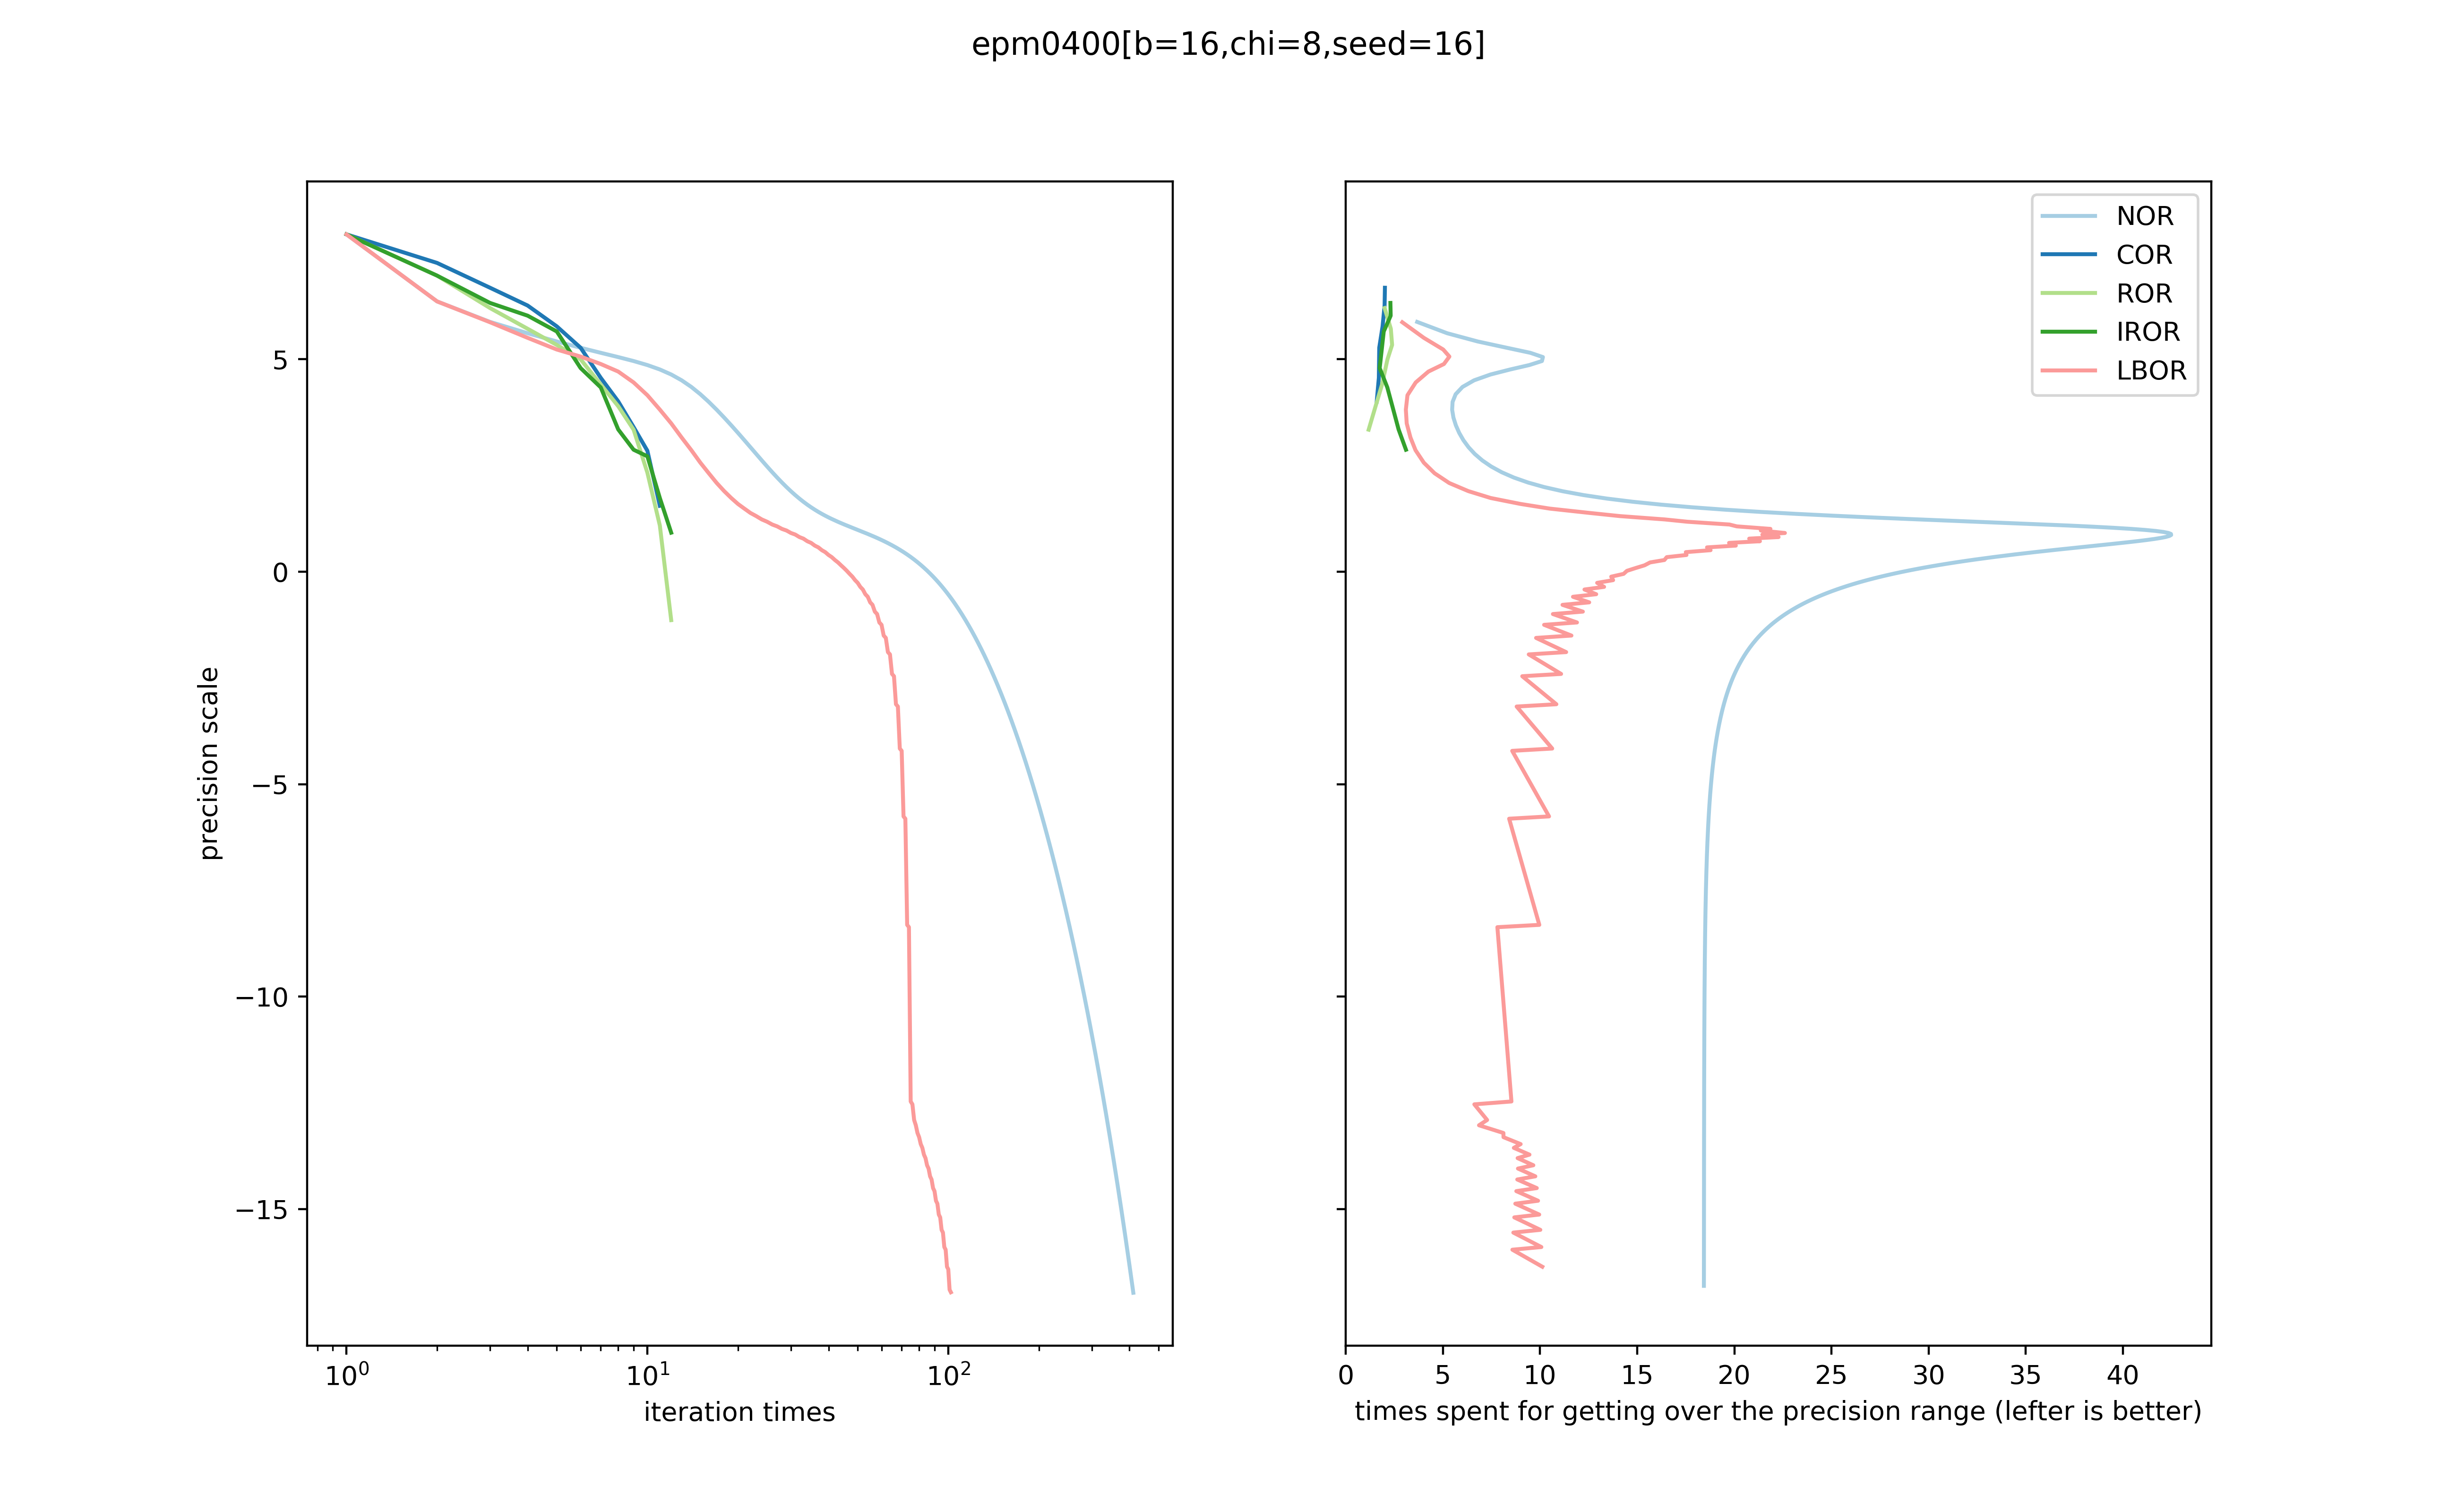 epm0400[b=16,chi=8,seed=16]
precision scale
5
0
−5
−10
−15
10⁰ 10¹ 10²
iteration times
NOR
COR
ROR
IROR
LBOR
0 5 10 15 20 25 30 35 40
times spent for getting over the precision range (lefter is better)